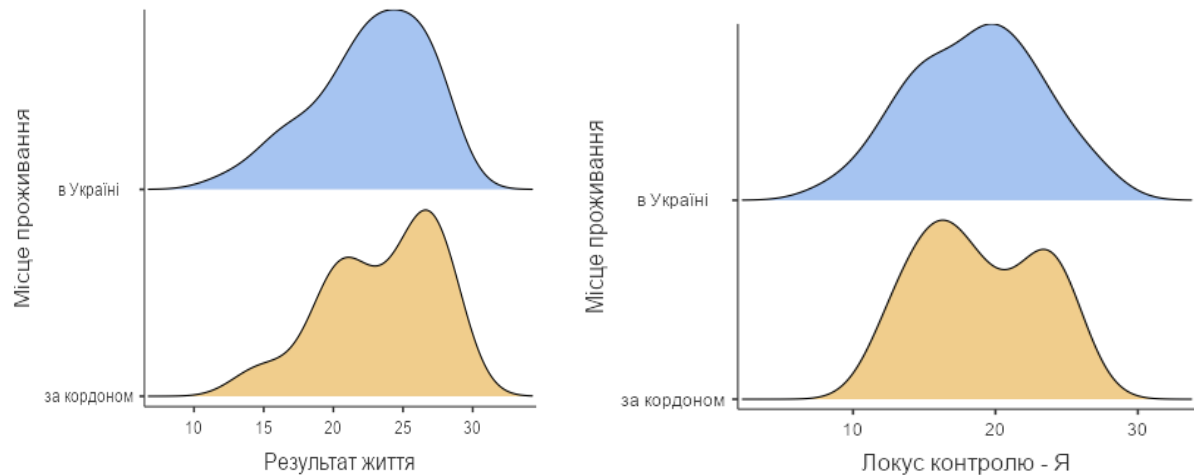 Місце проживання
в Україні
за кордоном
10 15 20 25 30
Результат життя
Місце проживання
в Україні
за кордоном
10 20 30
Локус контролю - Я